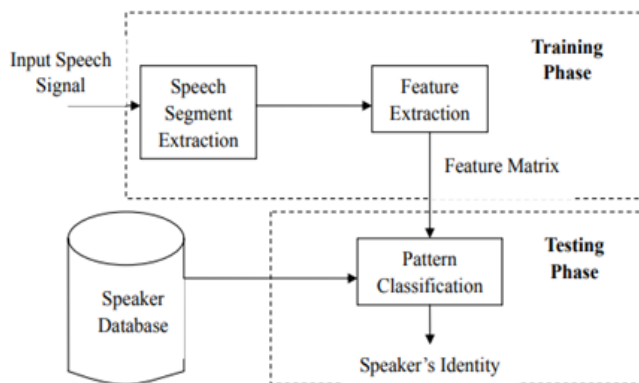 Input Speech
Signal
Speech
Segment
Extraction
Feature
Extraction
Training
Phase
Feature Matrix
Speaker
Database
Pattern
Classification
Testing
Phase
Speaker's Identity